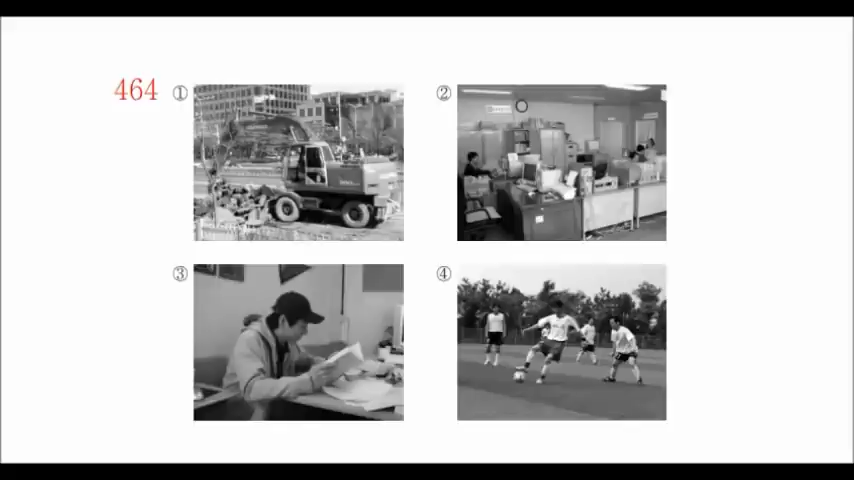 464 ① ②
③ ④